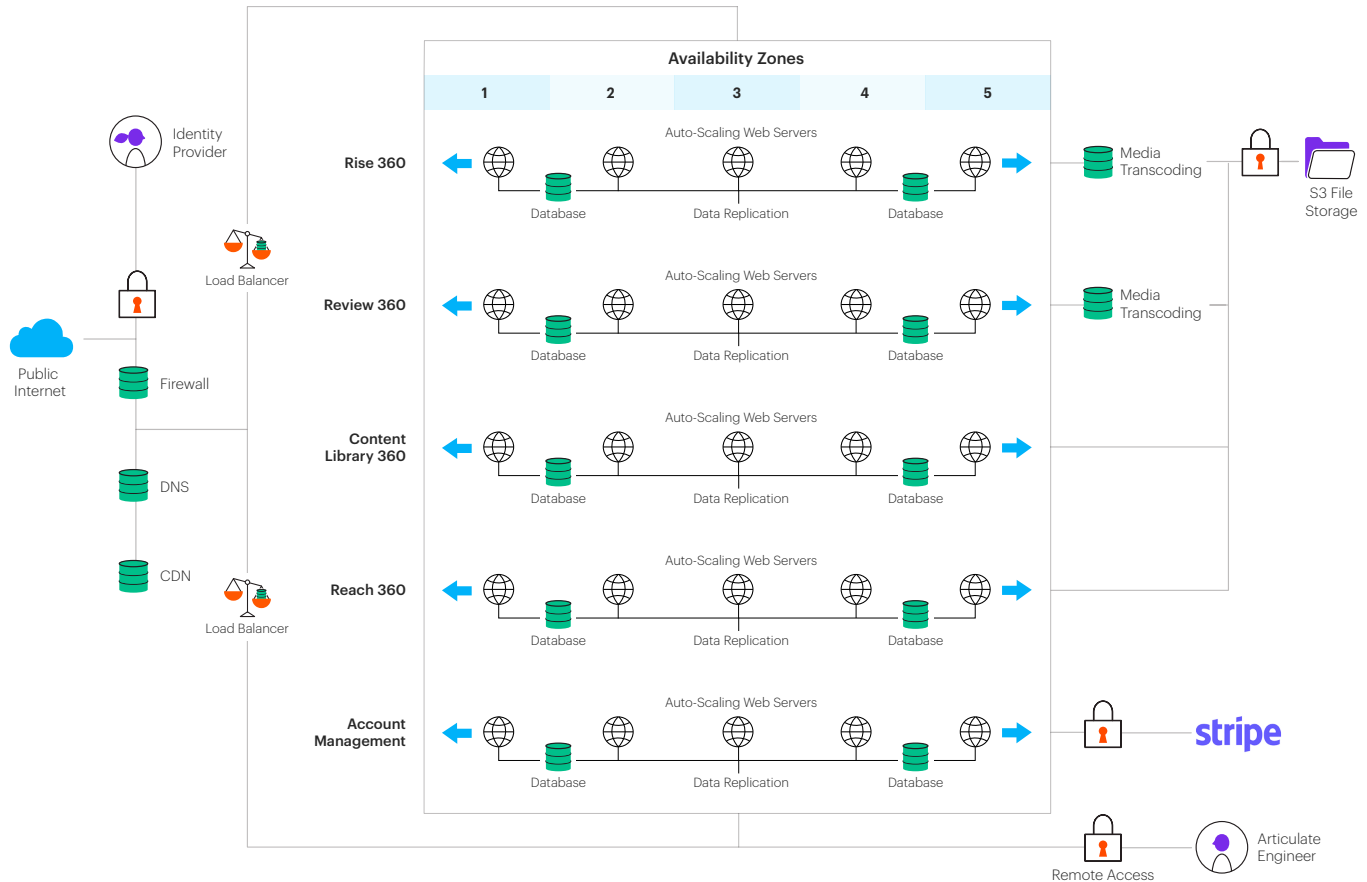 Availability Zones
1 2 3 4 5
Identity
Provider
Load Balancer
Public
Internet
Firewall
DNS
CDN
Load Balancer
Auto-Scaling Web Servers
Rise 360
Database
Data Replication
Database
Media
Transcoding
S3 File
Storage
Auto-Scaling Web Servers
Review 360
Database
Data Replication
Database
Media
Transcoding
Auto-Scaling Web Servers
Content
Library 360
Database
Data Replication
Database
Auto-Scaling Web Servers
Reach 360
Database
Data Replication
Database
Auto-Scaling Web Servers
Account
Management
Database
Data Replication
Database
stripe
Remote Access
Articulate
Engineer